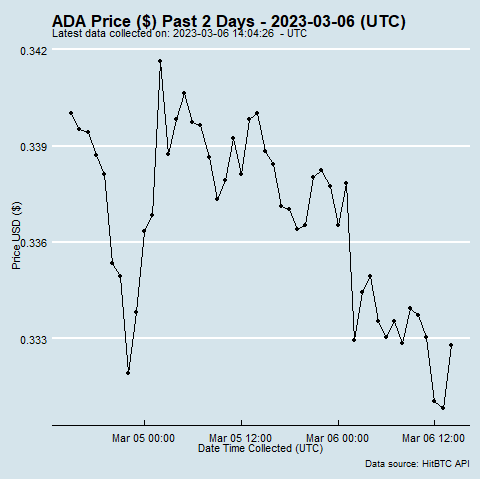 ADA Price ($) Past 2 Days - 2023-03-06 (UTC)
Latest data collected on: 2023-03-06 14:04:26  - UTC
0.342
0.339
0.336
0.333
Price USD ($)
Mar 05 00:00
Mar 05 12:00
Mar 06 00:00
Mar 06 12:00
Date Time Collected (UTC)
Data source: HitBTC API